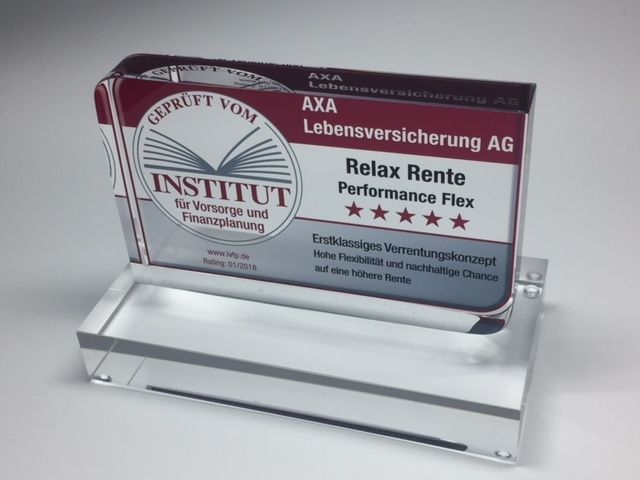 GEPRÜFT VOM
INSTITUT
für Vorsorge und
Finanzplanung
www.ivfp.de
Rating: 01/2018
AXA
Lebensversicherung AG
Relax Rente
Performance Flex
Erstklassiges Verrentungskonzept
Hohe Flexibilität und nachhaltige Chance
auf eine höhere Rente